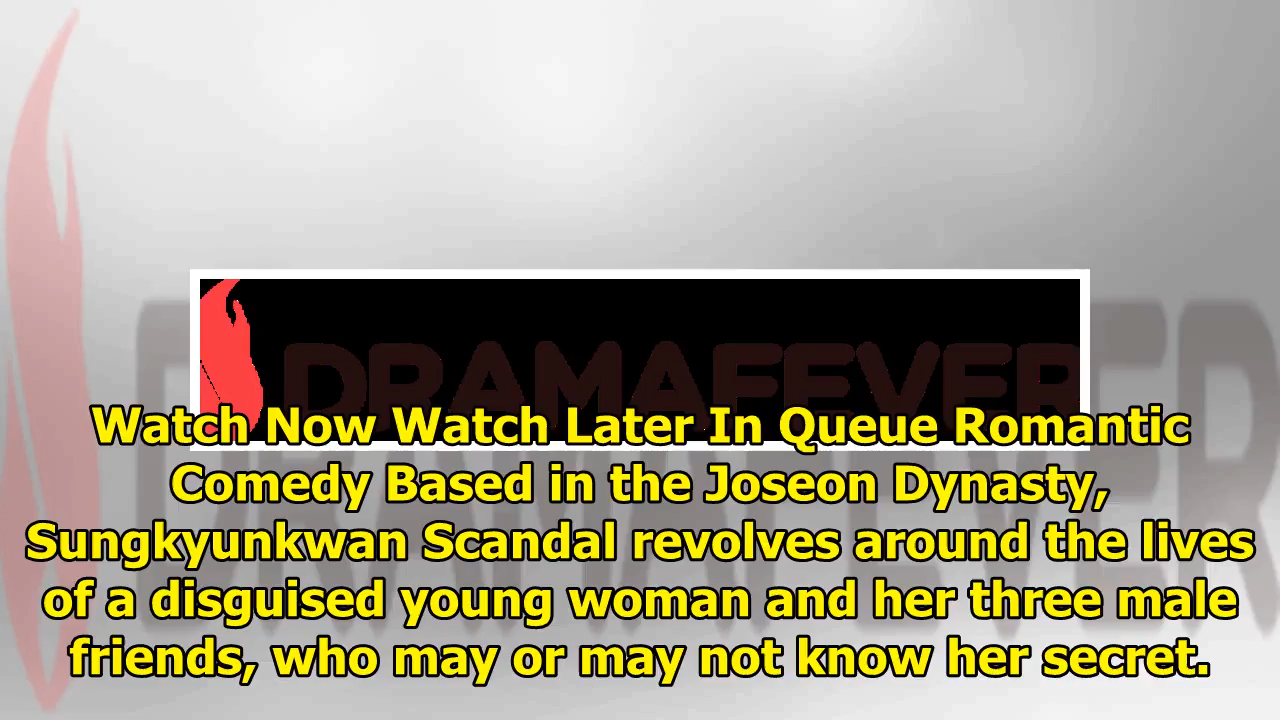 DRAMAFEVER
Watch Now Watch Later In Queue Romantic
Comedy Based in the Joseon Dynasty,
Sungkyunkwan Scandal revolves around the lives
of a disguised young woman and her three male
friends, who may or may not know her secret.